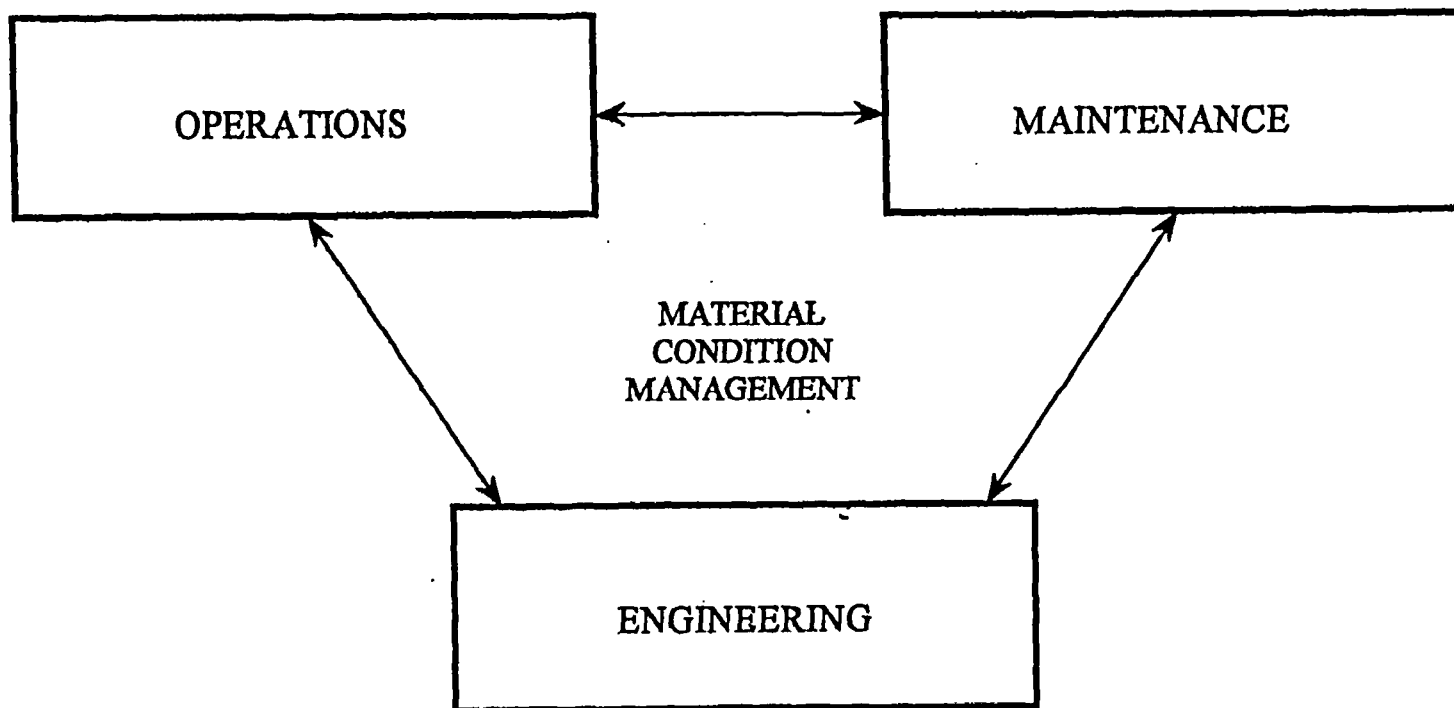 OPERATIONS
MAINTENANCE
MATERIAL
CONDITION
MANAGEMENT
ENGINEERING